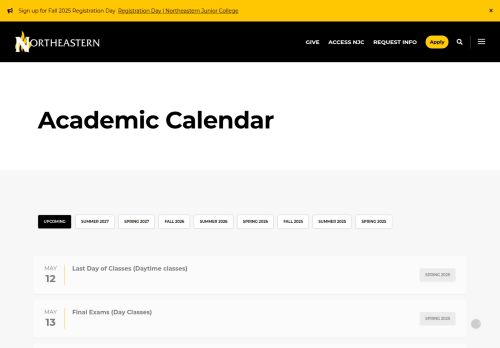 Sign up for Fall 2025 Registration Day Registration Day | Northeastern Junior College ×
NORTHEASTERN
GIVE ACCESS NJC REQUEST INFO Apply
Academic Calendar
UPCOMING SUMMER 2027 SPRING 2027 FALL 2026 SUMMER 2026 SPRING 2026 FALL 2025 SUMMER 2025 SPRING 2025
MAY
12
Last Day of Classes (Daytime classes)
SPRING 2025
MAY
13
Final Exams (Day Classes)
SPRING 2025